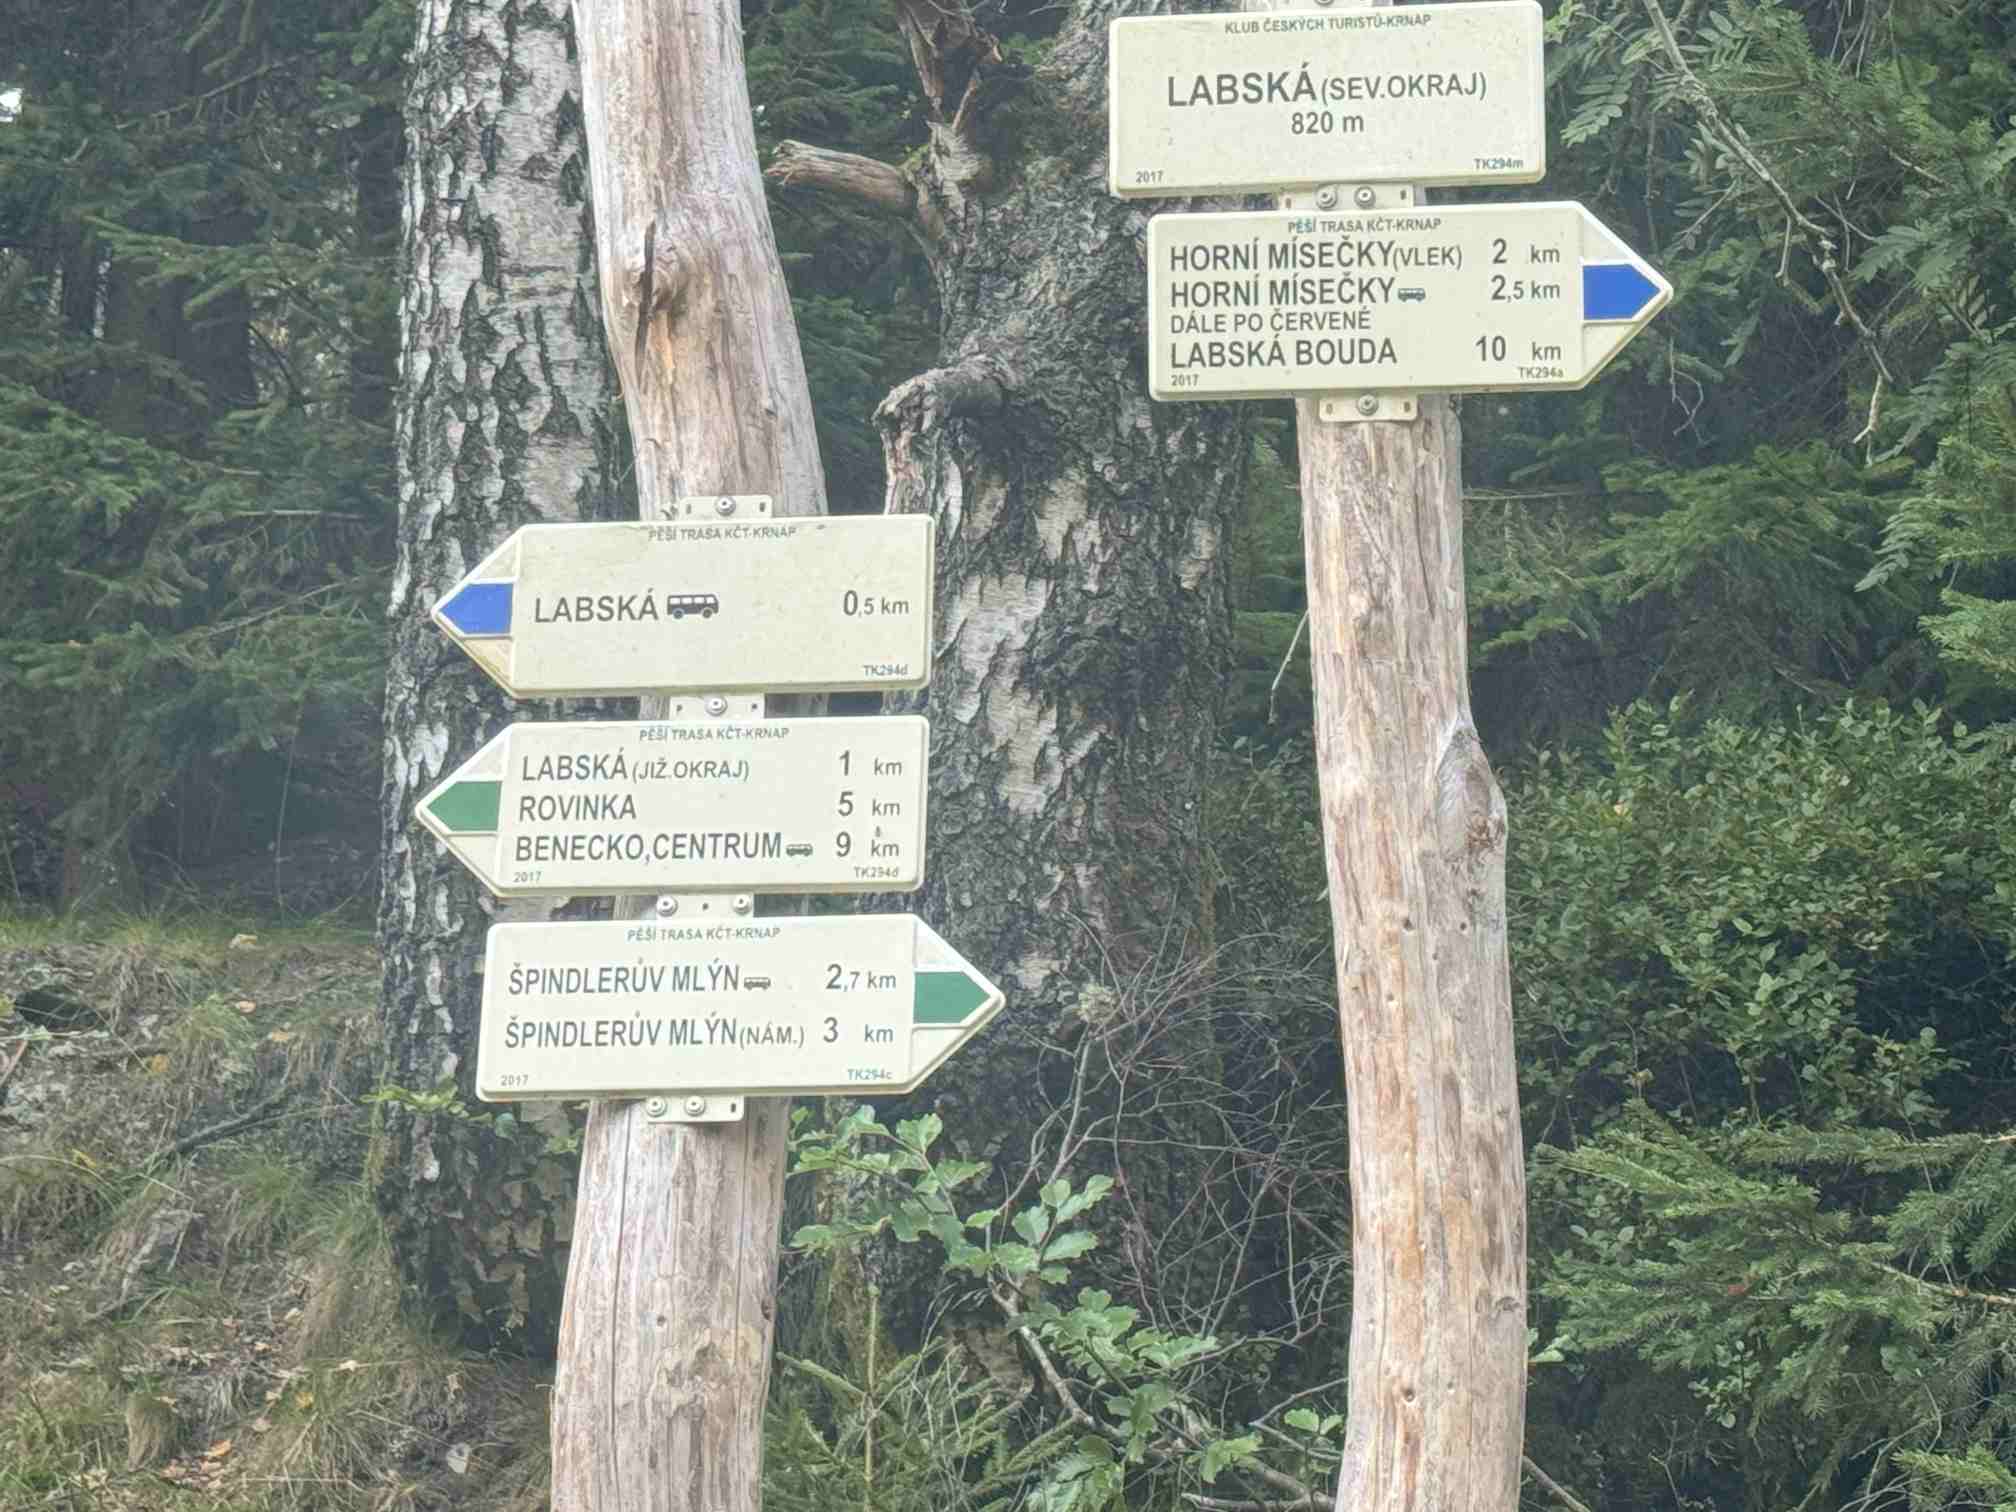 KLUB ČESKÝCH TURISTŮ-KRNAP
LABSKÁ (SEV.OKRAJ)
820 m
2017 TK294m
PĚŠÍ TRASA KČT-KRNAP
HORNÍ MÍSEČKY (VLEK) 2 km
HORNÍ MÍSEČKY 2,5 km
DÁLE PO ČERVENÉ
LABSKÁ BOUDA 10 km
2017 TK294a
PĚŠÍ TRASA KČT-KRNAP
LABSKÁ 0,5 km
TK294d
PĚŠÍ TRASA KČT-KRNAP
LABSKÁ (JIŽ.OKRAJ) 1 km
ROVINKA 5 km
BENECKO,CENTRUM 9 km
2017 TK294d
PĚŠÍ TRASA KČT-KRNAP
ŠPINDLERŮV MLÝN 2,7 km
ŠPINDLERŮV MLÝN (NÁM.) 3 km
2017 TK294c